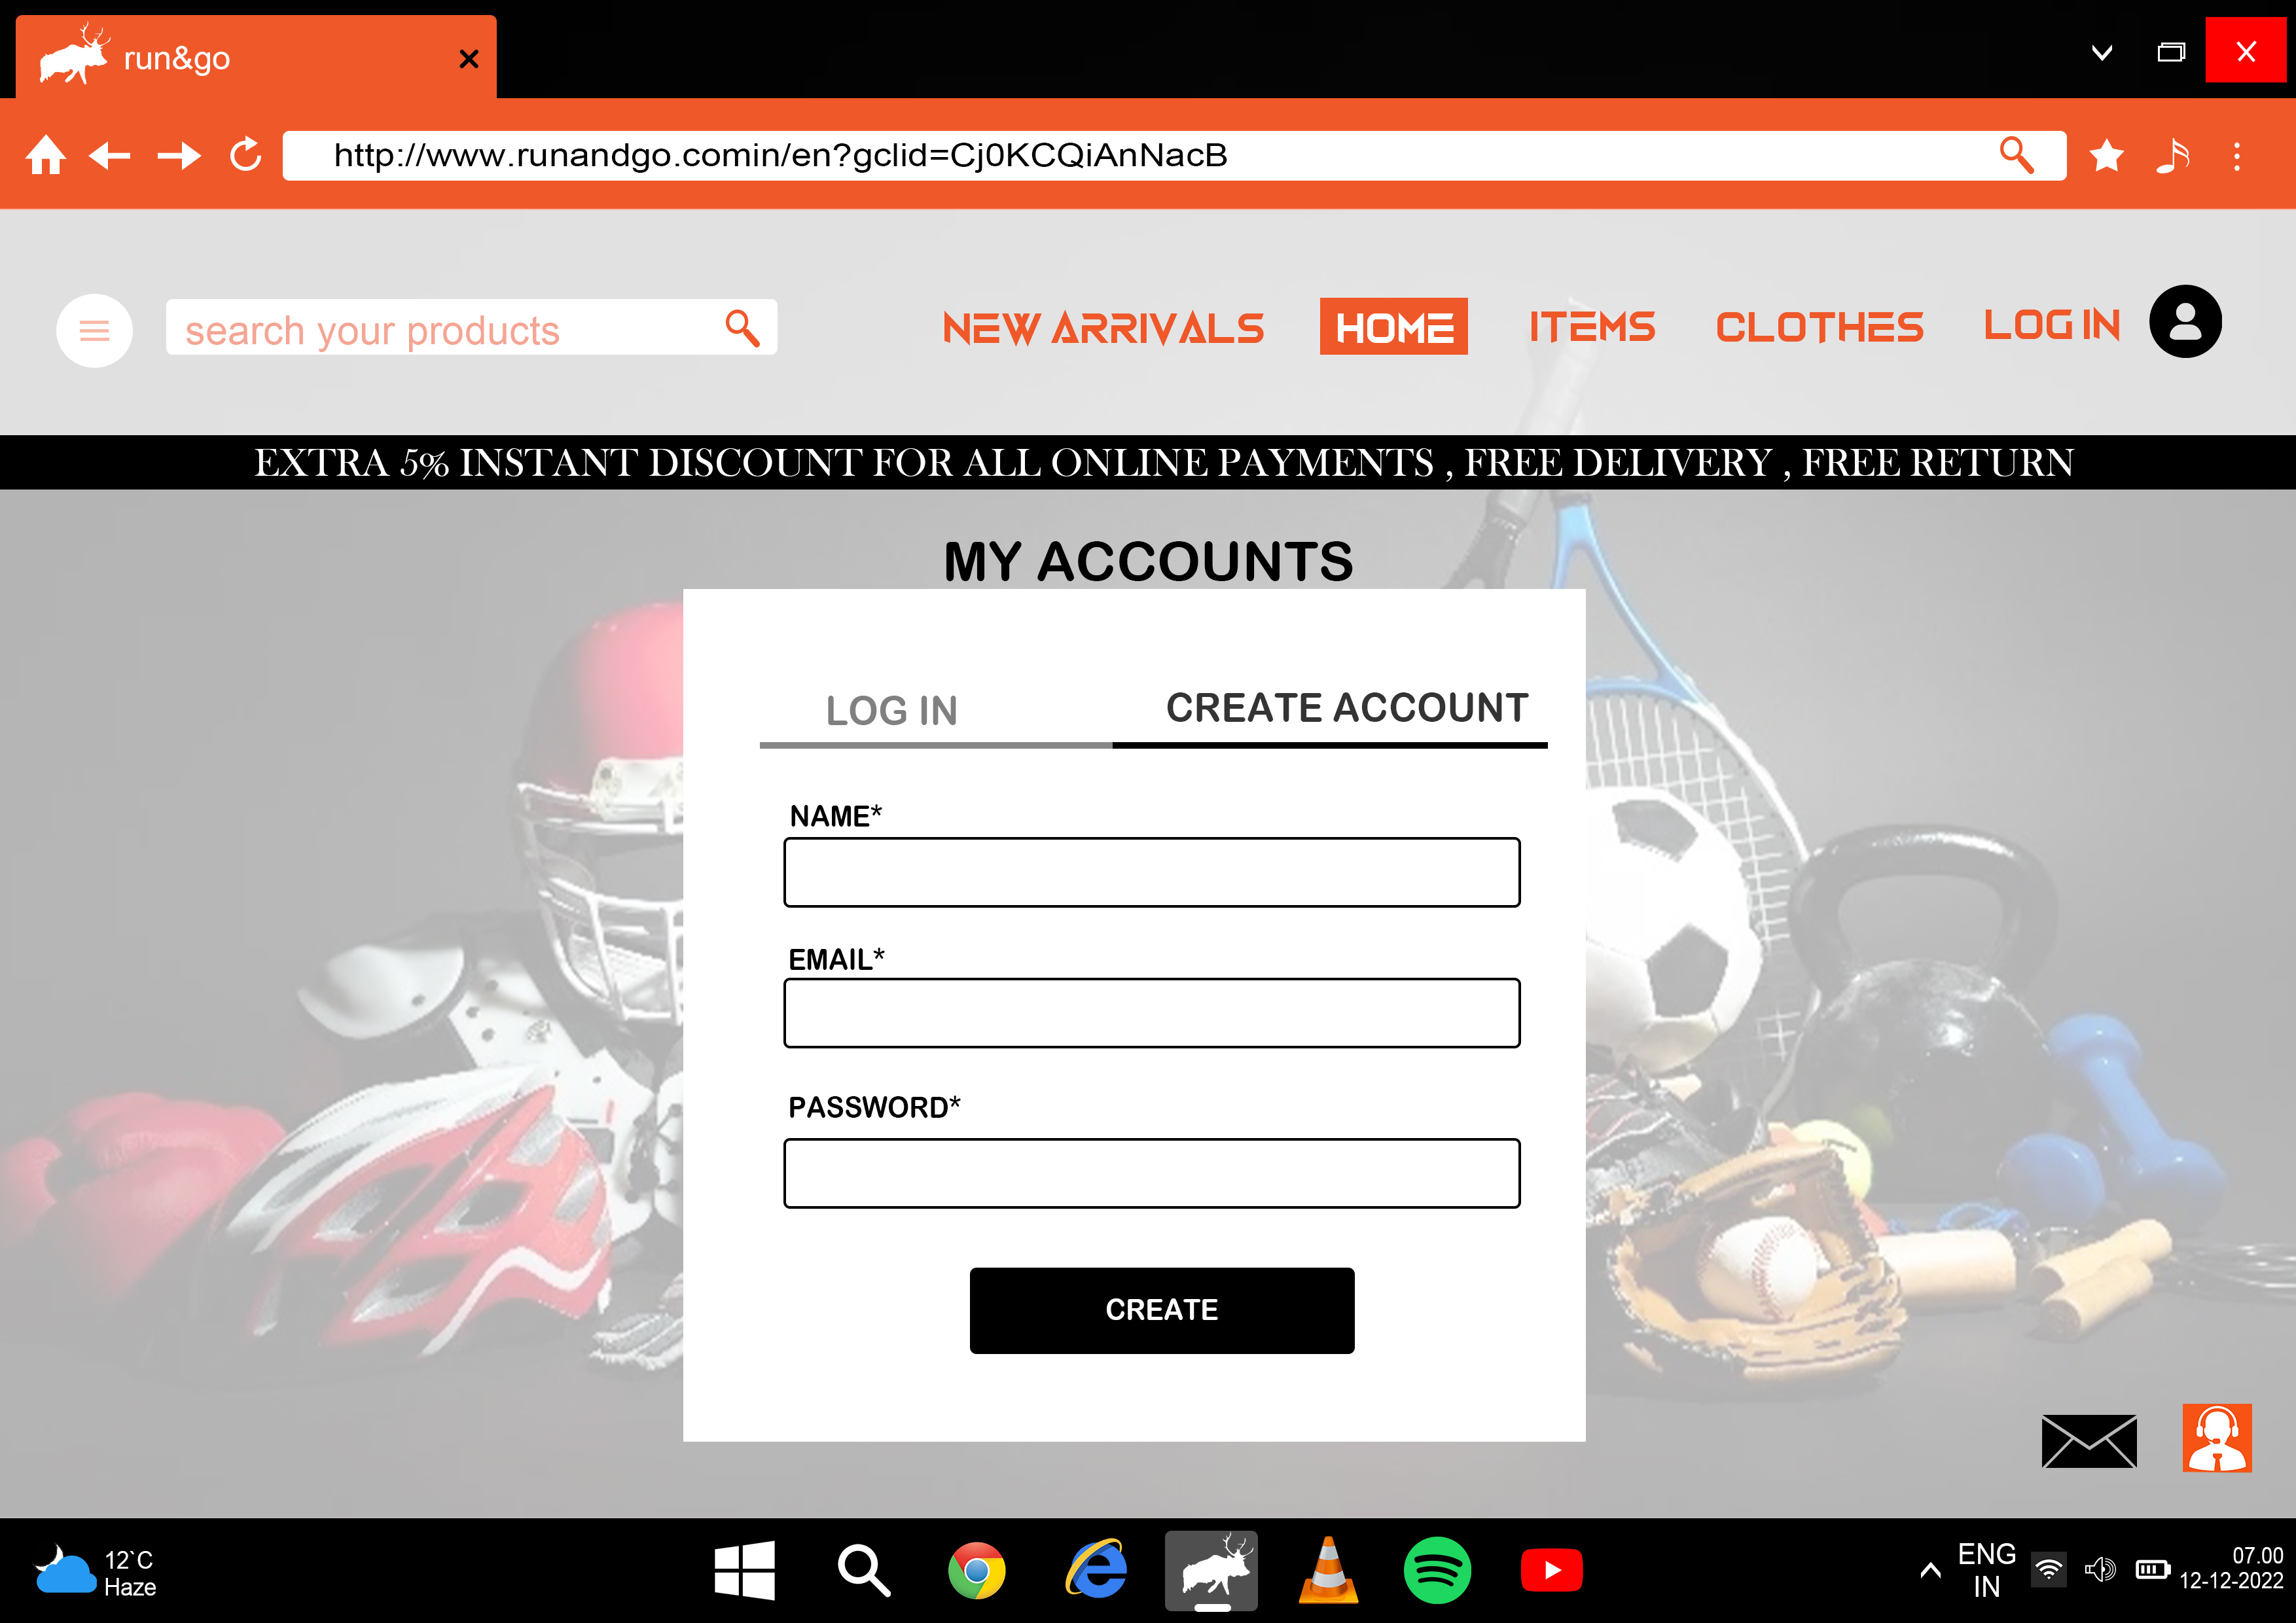 run&go
http://www.runandgo.comin/en?gclid=Cj0KCQiAnNacB
search your products
NEW ARRIVALS
HOME
ITEMS
CLOTHES
LOG IN
EXTRA 5% INSTANT DISCOUNT FOR ALL ONLINE PAYMENTS , FREE DELIVERY , FREE RETURN
MY ACCOUNTS
LOG IN
CREATE ACCOUNT
NAME*
EMAIL*
PASSWORD*
CREATE
12`C
Haze
ENG
IN
07.00
12-12-2022